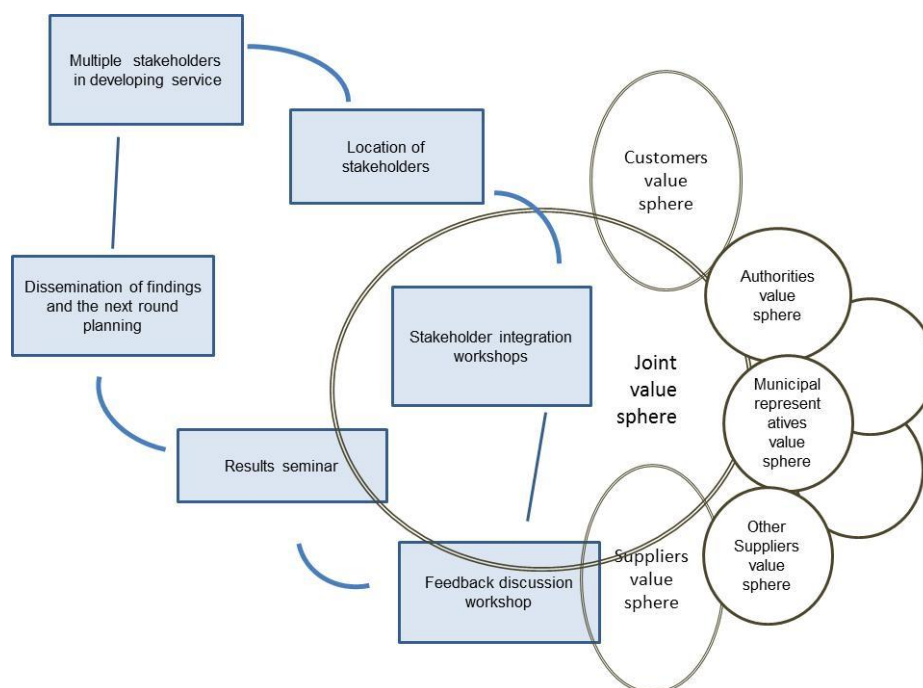 Multiple stakeholders
in developing service
Location of
stakeholders
Customers
value
sphere
Dissemination of findings
and the next round
planning
Authorities
value
sphere
Stakeholder integration
workshops
Joint
value
sphere
Municipal
represent
atives
value
sphere
Results seminar
Feedback discussion
workshop
Suppliers
value
sphere
Other
Suppliers
value
sphere